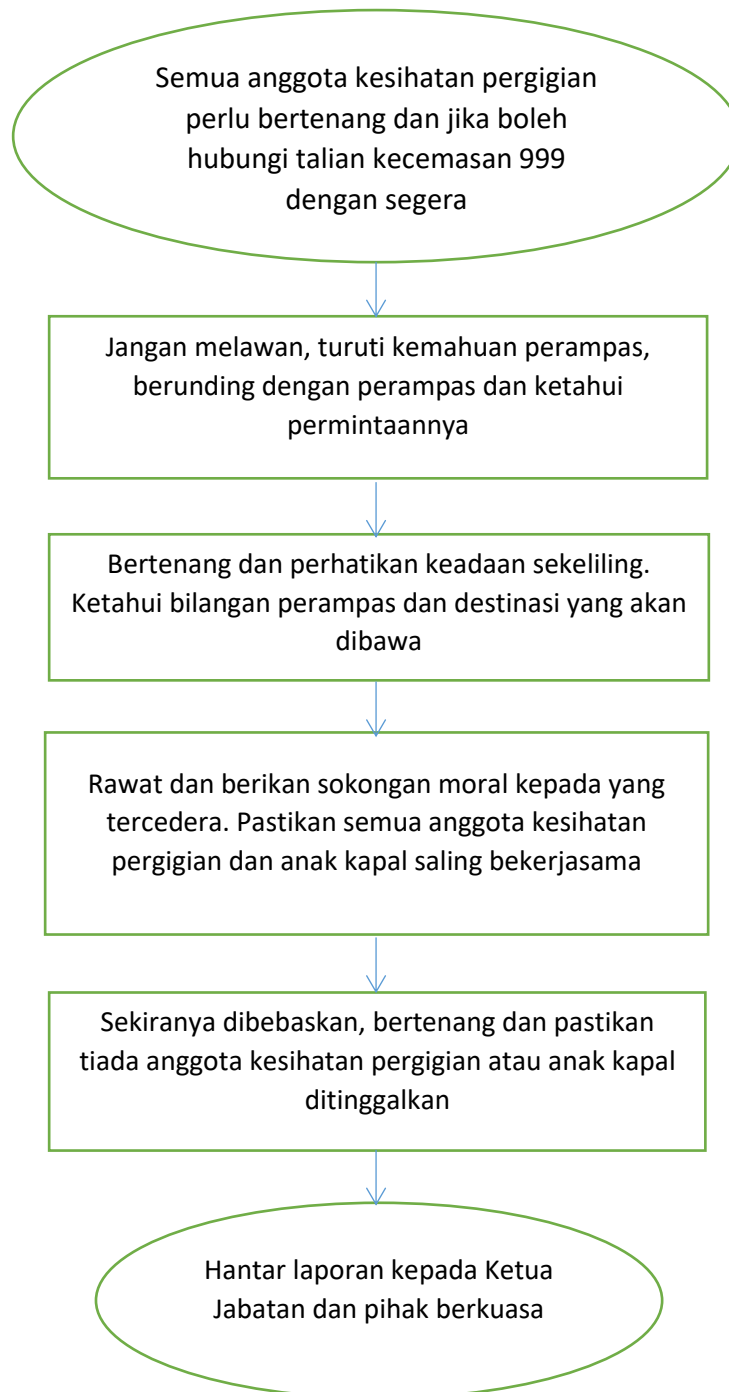 Semua anggota kesihatan pergigian
perlu bertenang dan jika boleh
hubungi talian kecemasan 999
dengan segera
Jangan melawan, turuti kemahuan perampas,
berunding dengan perampas dan ketahui
permintaannya
Bertenang dan perhatikan keadaan sekeliling.
Ketahui bilangan perampas dan destinasi yang akan
dibawa
Rawat dan berikan sokongan moral kepada yang
tercedera. Pastikan semua anggota kesihatan
pergigian dan anak kapal saling bekerjasama
Sekiranya dibebaskan, bertenang dan pastikan
tiada anggota kesihatan pergigian atau anak kapal
ditinggalkan
Hantar laporan kepada Ketua
Jabatan dan pihak berkuasa